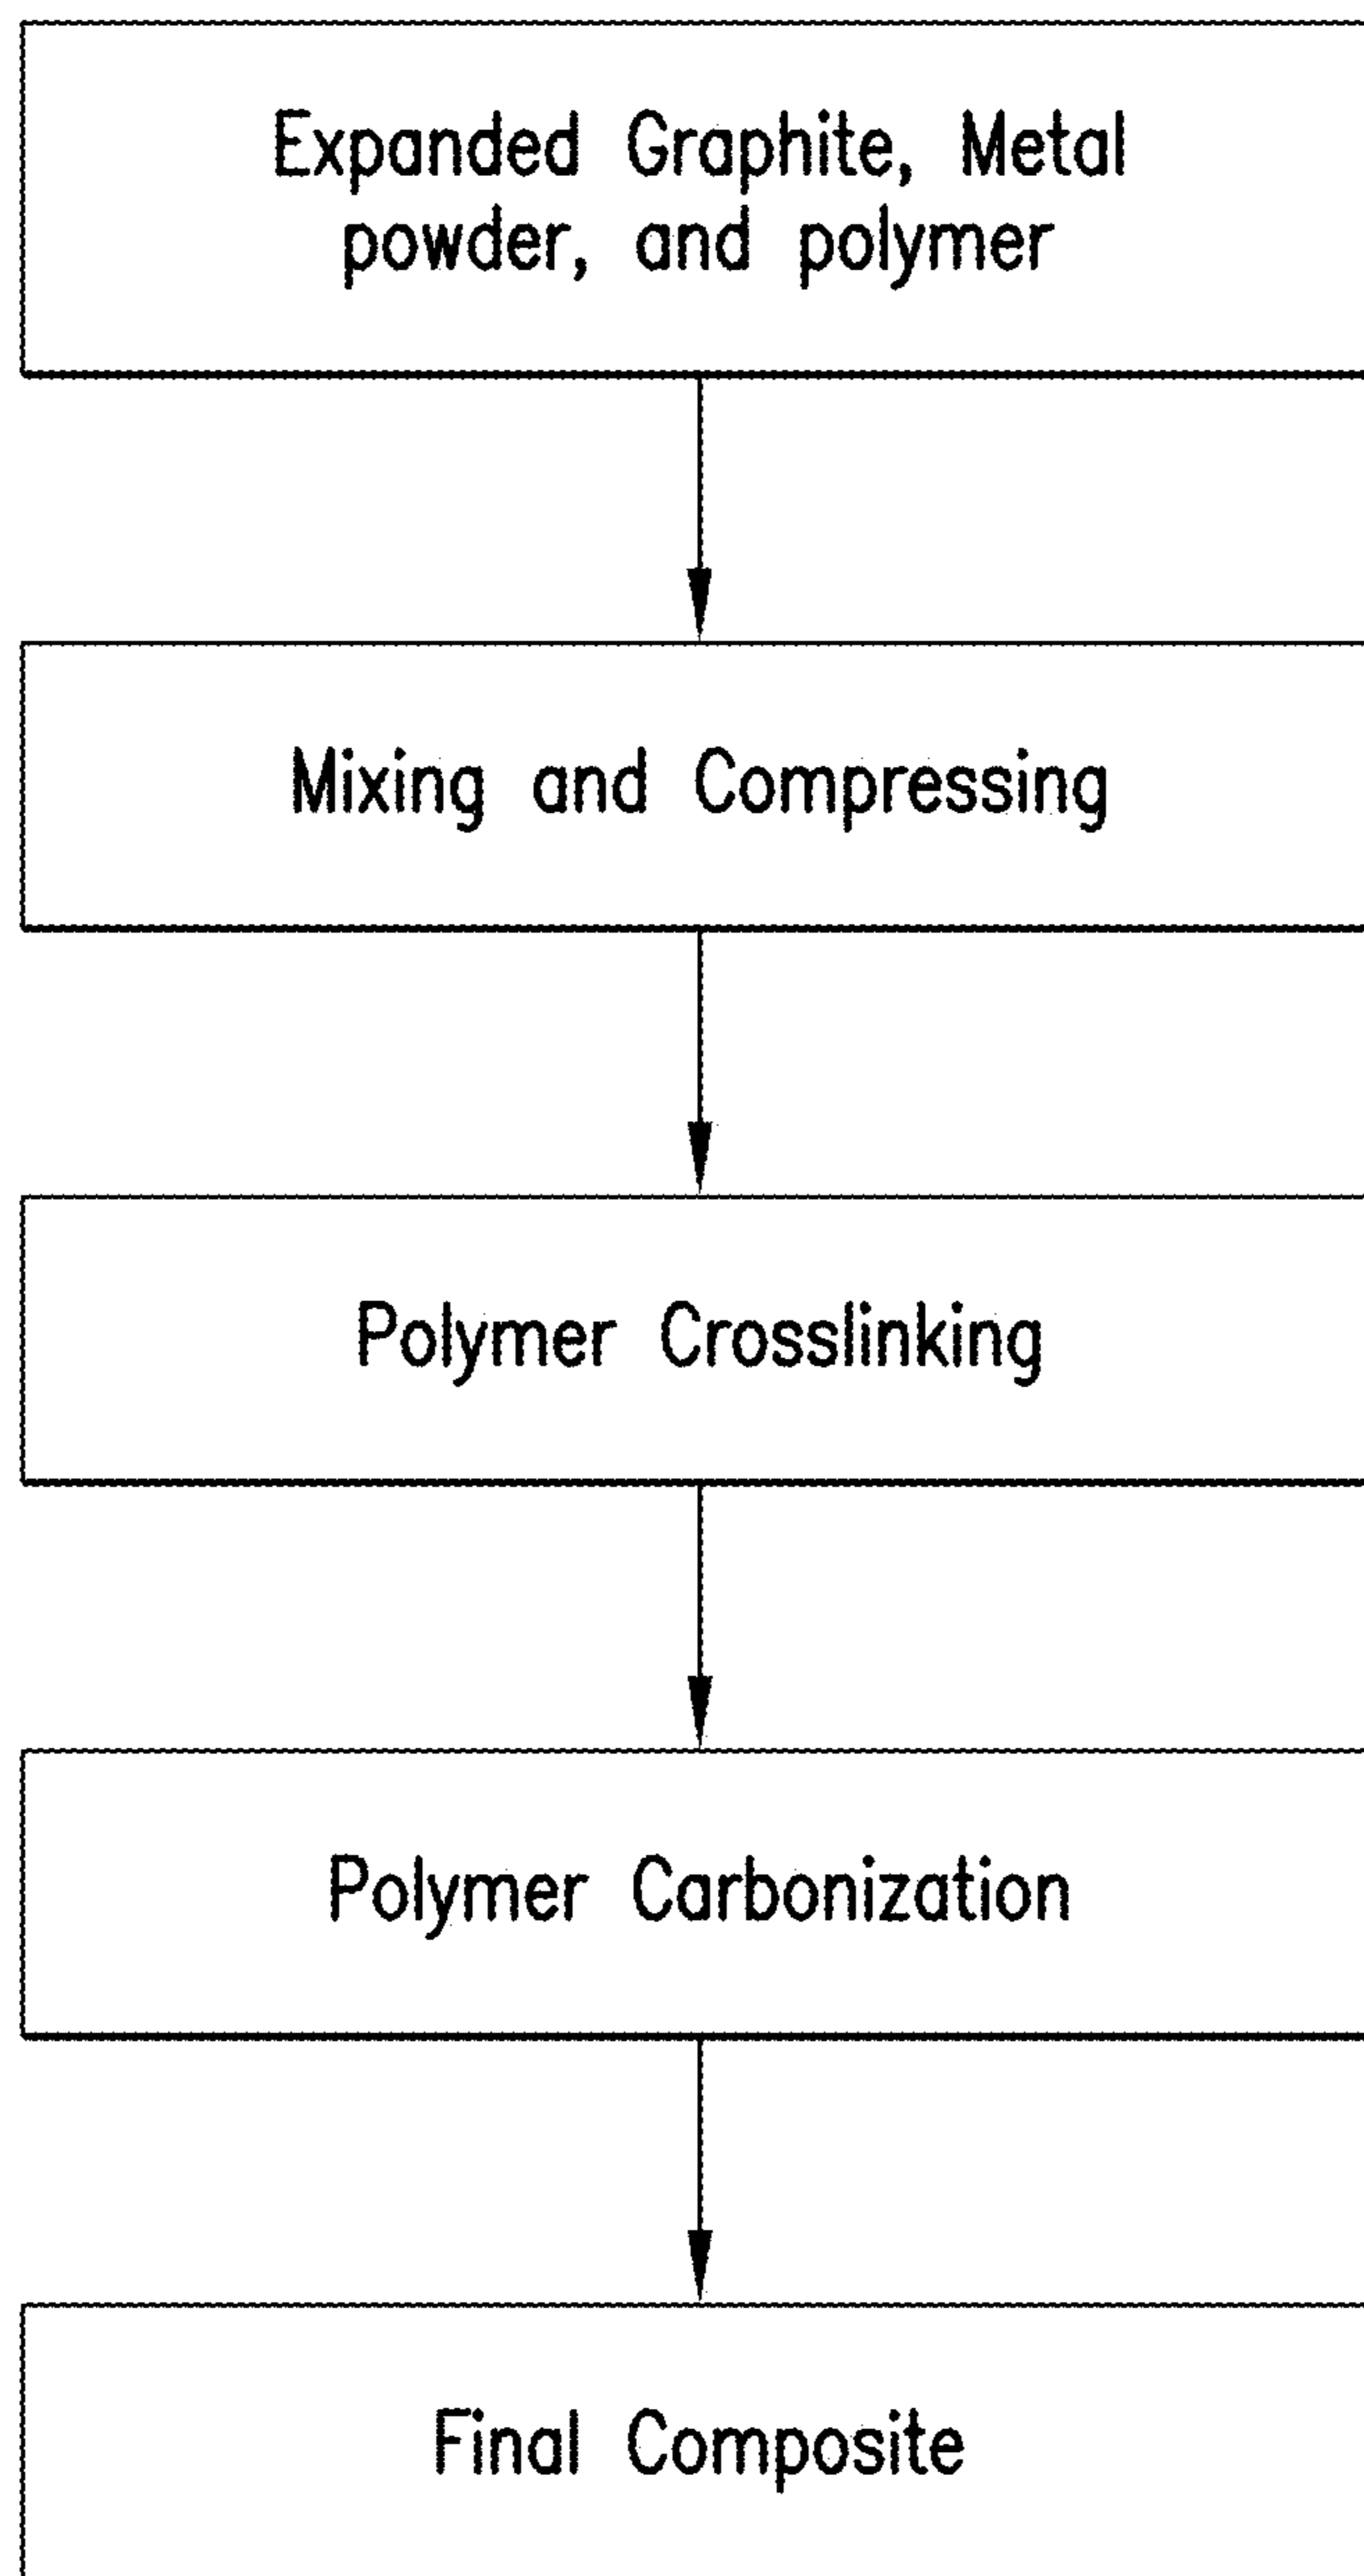 Expanded Graphite, Metal
powder, and polymer
Mixing and Compressing
Polymer Crosslinking
Polymer Carbonization
Final Composite